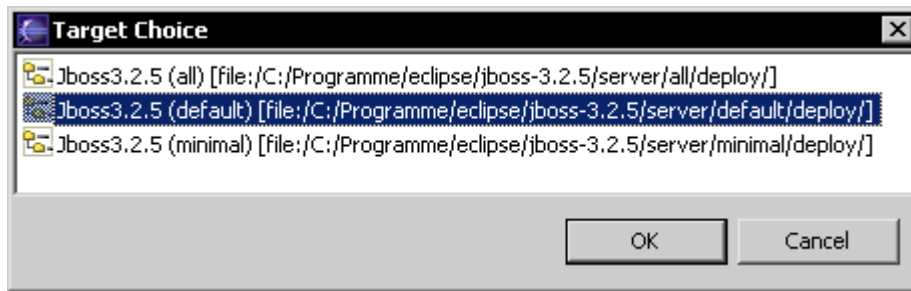 Target Choice
Jboss3.2.5 (all) [file:/C:/Programme/eclipse/jboss-3.2.5/server/all/deploy/]
Jboss3.2.5 (default) [file:/C:/Programme/eclipse/jboss-3.2.5/server/default/deploy/]
Jboss3.2.5 (minimal) [file:/C:/Programme/eclipse/jboss-3.2.5/server/minimal/deploy/]
OK Cancel